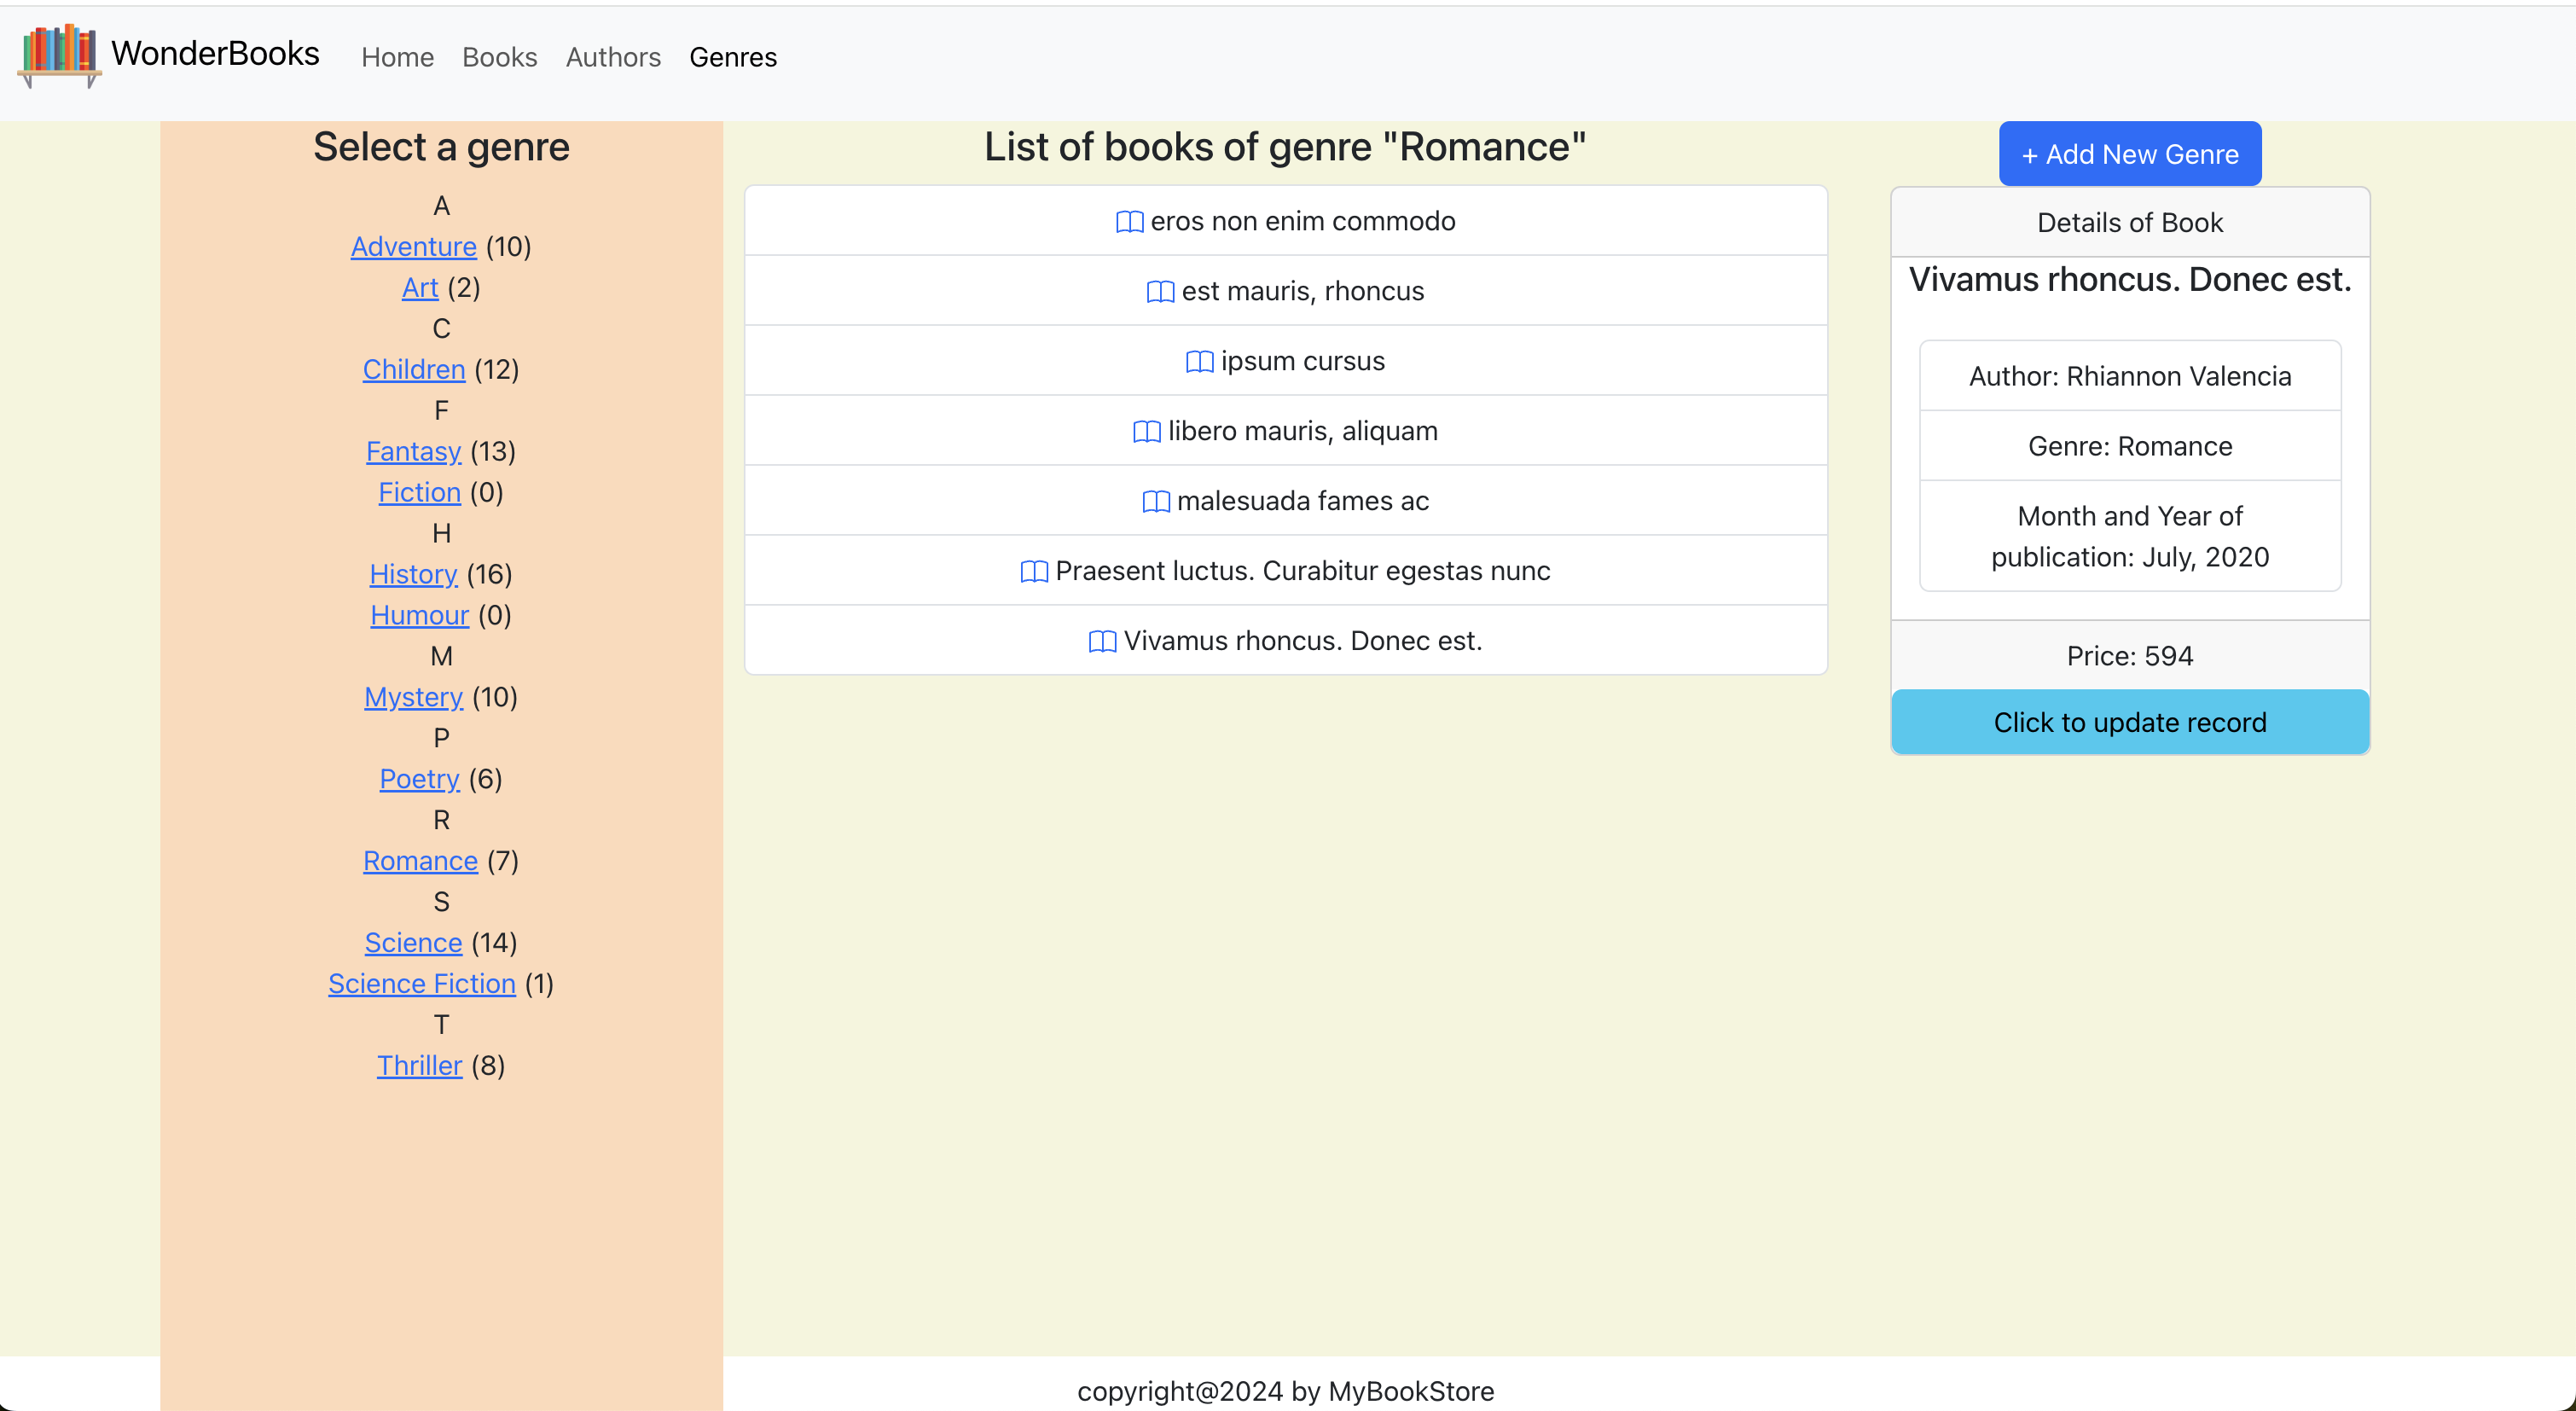 WonderBooks Home Books Authors Genres
Select a genre
A
Adventure (10)
Art (2)
C
Children (12)
F
Fantasy (13)
Fiction (0)
H
History (16)
Humour (0)
M
Mystery (10)
P
Poetry (6)
R
Romance (7)
S
Science (14)
Science Fiction (1)
T
Thriller (8)
List of books of genre "Romance"
eros non enim commodo
est mauris, rhoncus
ipsum cursus
libero mauris, aliquam
malesuada fames ac
Praesent luctus. Curabitur egestas nunc
Vivamus rhoncus. Donec est.
+ Add New Genre
Details of Book
Vivamus rhoncus. Donec est.
Author: Rhiannon Valencia
Genre: Romance
Month and Year of
publication: July, 2020
Price: 594
Click to update record
copyright@2024 by MyBookStore